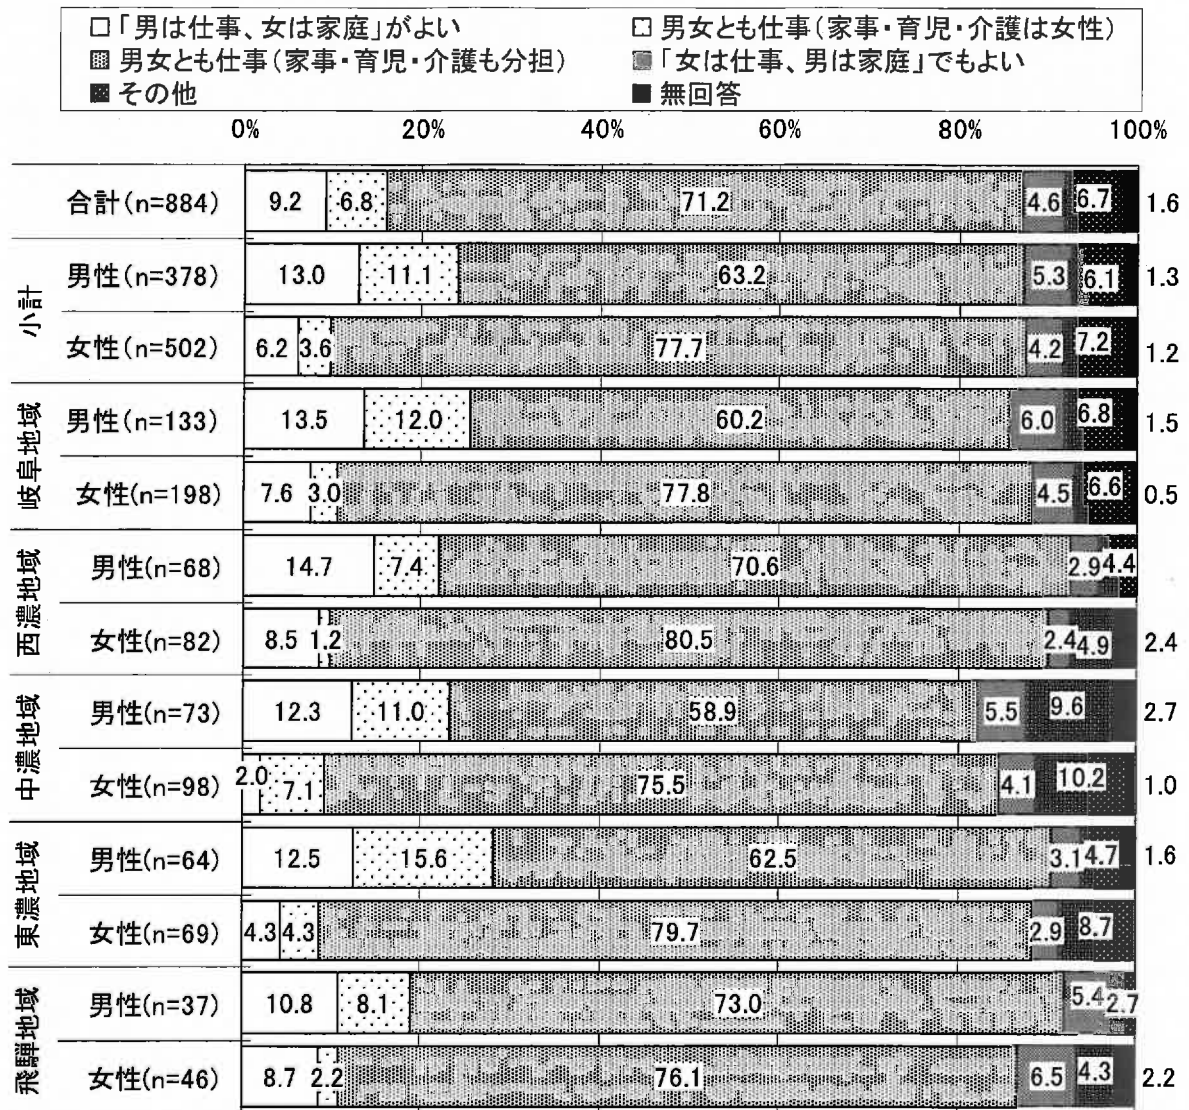 □「男は仕事、女は家庭」がよい □男女とも仕事(家事・育児・介護は女性)
男女とも仕事(家事・育児・介護も分担) 「女は仕事、男は家庭」でもよい
その他 ■無回答
0% 20% 40% 60% 80% 100%
合計(n=884) 9.2 6.8 71.2 4.6 6.7 1.6
小計
男性(n=378) 13.0 11.1 63.2 5.3 6.1 1.3
女性(n=502) 6.2 3.6 77.7 4.2 7.2 1.2
岐阜地域
男性(n=133) 13.5 12.0 60.2 6.0 6.8 1.5
女性(n=198) 7.6 3.0 77.8 4.5 6.6 0.5
西濃地域
男性(n=68) 14.7 7.4 70.6 2.9 4.4
女性(n=82) 8.5 1.2 80.5 2.4 4.9 2.4
中濃地域
男性(n=73) 12.3 11.0 58.9 5.5 9.6 2.7
女性(n=98) 2.0 7.1 75.5 4.1 10.2 1.0
東濃地域
男性(n=64) 12.5 15.6 62.5 3.1 4.7 1.6
女性(n=69) 4.3 4.3 79.7 2.9 8.7
飛騨地域
男性(n=37) 10.8 8.1 73.0 5.4 2.7
女性(n=46) 8.7 2.2 76.1 6.5 4.3 2.2